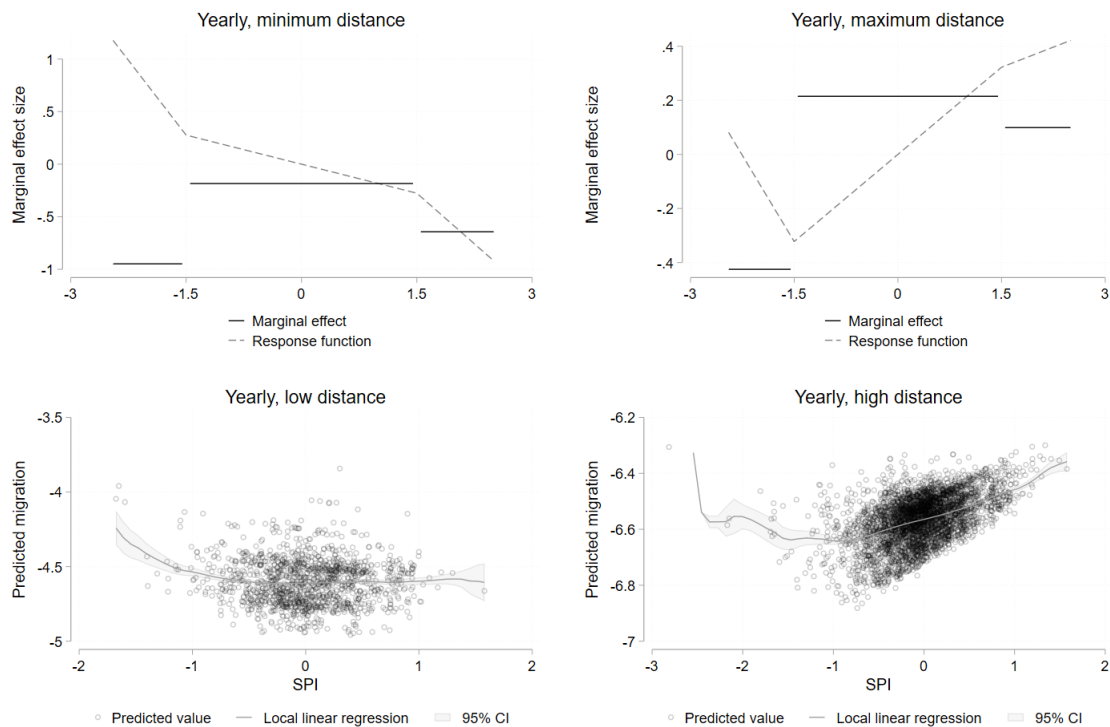 Yearly, minimum distance
Marginal effect size
1
.5
0
-.5
-1
-3
-1.5
0
1.5
3
Marginal effect
Response function
Yearly, maximum distance
Marginal effect size
.4
.2
0
-.2
-.4
-3
-1.5
0
1.5
3
Marginal effect
Response function
Yearly, low distance
Predicted migration
-3.5
-4
-4.5
-5
-2
-1
0
1
2
SPI
Predicted value
Local linear regression
95% CI
Yearly, high distance
Predicted migration
-6.2
-6.4
-6.6
-6.8
-7
-3
-2
-1
0
1
2
SPI
Predicted value
Local linear regression
95% CI